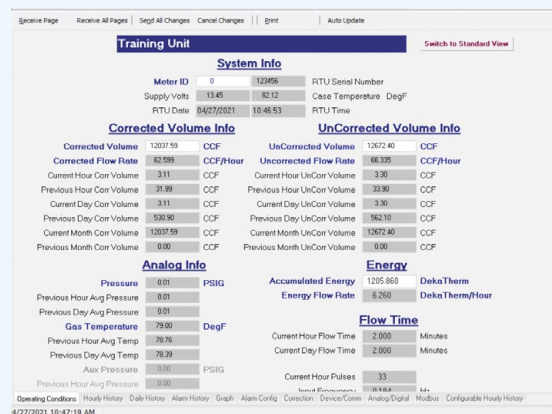 Receive Page Receive All Pages Send All Changes Cancel Changes Print Auto Update
Training Unit
Switch to Standard View
System Info
Meter ID 0 123456 RTU Serial Number
Supply Volts 13.45 82.12 Case Temperature DegF
RTU Date 04/27/2021 10:46:53 RTU Time
Corrected Volume Info
Corrected Volume 12037.59 CCF
Corrected Flow Rate 62.599 CCF/Hour
Current Hour Corr Volume 3.11 CCF
Previous Hour Corr Volume 31.99 CCF
Current Day Corr Volume 3.11 CCF
Previous Day Corr Volume 530.90 CCF
Current Month Corr Volume 12037.59 CCF
Previous Month Corr Volume 0.00 CCF
UnCorrected Volume Info
UnCorrected Volume 12672.40 CCF
Uncorrected Flow Rate 66.335 CCF/Hour
Current Hour UnCorr Volume 3.30 CCF
Previous Hour UnCorr Volume 33.90 CCF
Current Day UnCorr Volume 3.30 CCF
Previous Day UnCorr Volume 562.10 CCF
Current Month UnCorr Volume 12672.40 CCF
Previous Month UnCorr Volume 0.00 CCF
Analog Info
Pressure 0.01 PSIG
Previous Hour Avg Pressure 0.01
Previous Day Avg Pressure 0.01
Gas Temperature 79.00 DegF
Previous Hour Avg Temp 78.76
Previous Day Avg Temp 78.39
Aux Pressure 0.00 PSIG
Previous Hour Avg Pressure 0.00
Energy
Accumulated Energy 1205.860 DekaTherm
Energy Flow Rate 6.260 DekaTherm/Hour
Flow Time
Current Hour Flow Time 2.000 Minutes
Current Day Flow Time 2.000 Minutes
Current Hour Pulses 33
Input Frequency 0.184 Hz
Operating Conditions Hourly History Daily History Alarm History Graph Alarm Config Correction Device/Comm Analog/Digital Modbus Configurable Hourly History
4/27/2021 10:47:19 AM